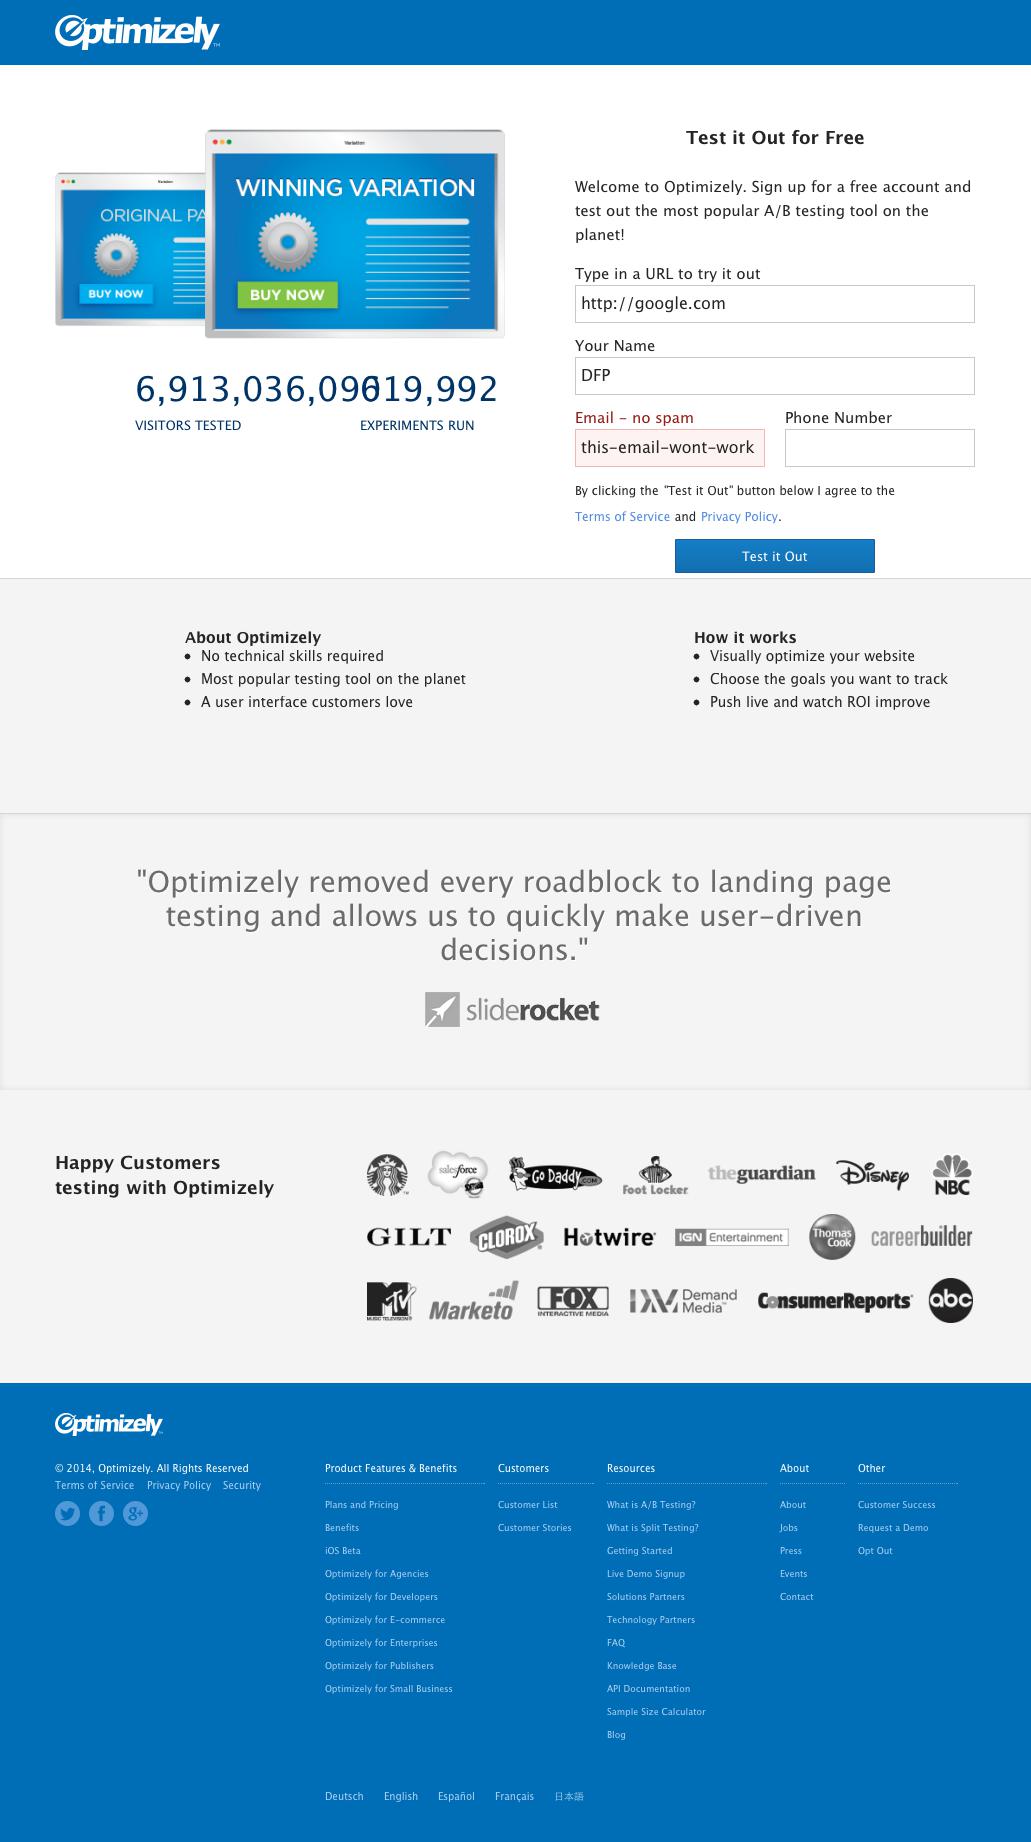 Optimizely™
Variation
Variation
WINNING VARIATION
ORIGINAL PA
BUY NOW
BUY NOW
Test it Out for Free
Welcome to Optimizely. Sign up for a free account and
test out the most popular A/B testing tool on the
planet!
Type in a URL to try it out
http://google.com
Your Name
DFP
Email - no spam
Phone Number
this-email-wont-work
By clicking the "Test it Out" button below I agree to the
Terms of Service and Privacy Policy.
Test it Out
VISITORS TESTED
EXPERIMENTS RUN
About Optimizely
No technical skills required
Most popular testing tool on the planet
A user interface customers love
How it works
Visually optimize your website
Choose the goals you want to track
Push live and watch ROI improve
"Optimizely removed every roadblock to landing page
testing and allows us to quickly make user-driven
decisions."
sliderocket
Happy Customers
testing with Optimizely
salesforce
Go Daddy.COM
Foot Locker
theguardian
Disney
NBC
GILT
CLOROX
Hotwire
IGN Entertainment
Thomas
Cook
careerbuilder
MTV
MUSIC TELEVISION
Marketo
FOX
INTERACTIVE MEDIA
Demand
Media™
ConsumerReports
abc
Optimizely
© 2014, Optimizely. All Rights Reserved
Terms of Service Privacy Policy Security
Product Features & Benefits
Plans and Pricing
Benefits
iOS Beta
Optimizely for Agencies
Optimizely for Developers
Optimizely for E-commerce
Optimizely for Enterprises
Optimizely for Publishers
Optimizely for Small Business
Customers
Customer List
Customer Stories
Resources
What is A/B Testing?
What is Split Testing?
Getting Started
Live Demo Signup
Solutions Partners
Technology Partners
FAQ
Knowledge Base
API Documentation
Sample Size Calculator
Blog
About
About
Jobs
Press
Events
Contact
Other
Customer Success
Request a Demo
Opt Out
Deutsch English Español Français 日本語